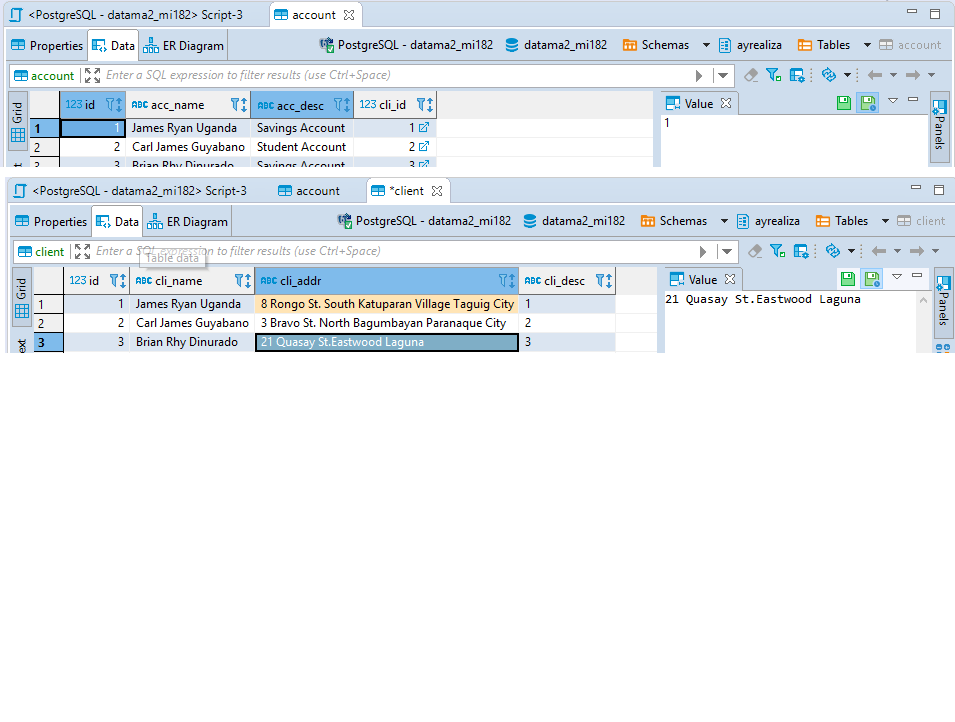 <PostgreSQL - datama2_mi182> Script-3 account
Properties Data ER Diagram PostgreSQL - datama2_mi182 datama2_mi182 Schemas ayrealiza Tables account
account Enter a SQL expression to filter results (use Ctrl+Space)
Grid 123 id ABC acc_name ABC acc_desc 123 cli_id Value Panels
1 1 James Ryan Uganda Savings Account 1 1
2 2 Carl James Guyabano Student Account 2
3 3 Brian Rhy Dinurado Savings Account 3
<PostgreSQL - datama2_mi182> Script-3 account *client
Properties Data ER Diagram PostgreSQL - datama2_mi182 datama2_mi182 Schemas ayrealiza Tables client
client Enter a SQL expression to filter results (use Ctrl+Space)
Table data
Grid 123 id ABC cli_name ABC cli_addr ABC cli_desc Value Panels
1 1 James Ryan Uganda 8 Rongo St. South Katuparan Village Taguig City 1 21 Quasay St.Eastwood Laguna
2 2 Carl James Guyabano 3 Bravo St. North Bagumbayan Paranaque City 2
3 3 Brian Rhy Dinurado 21 Quasay St.Eastwood Laguna 3